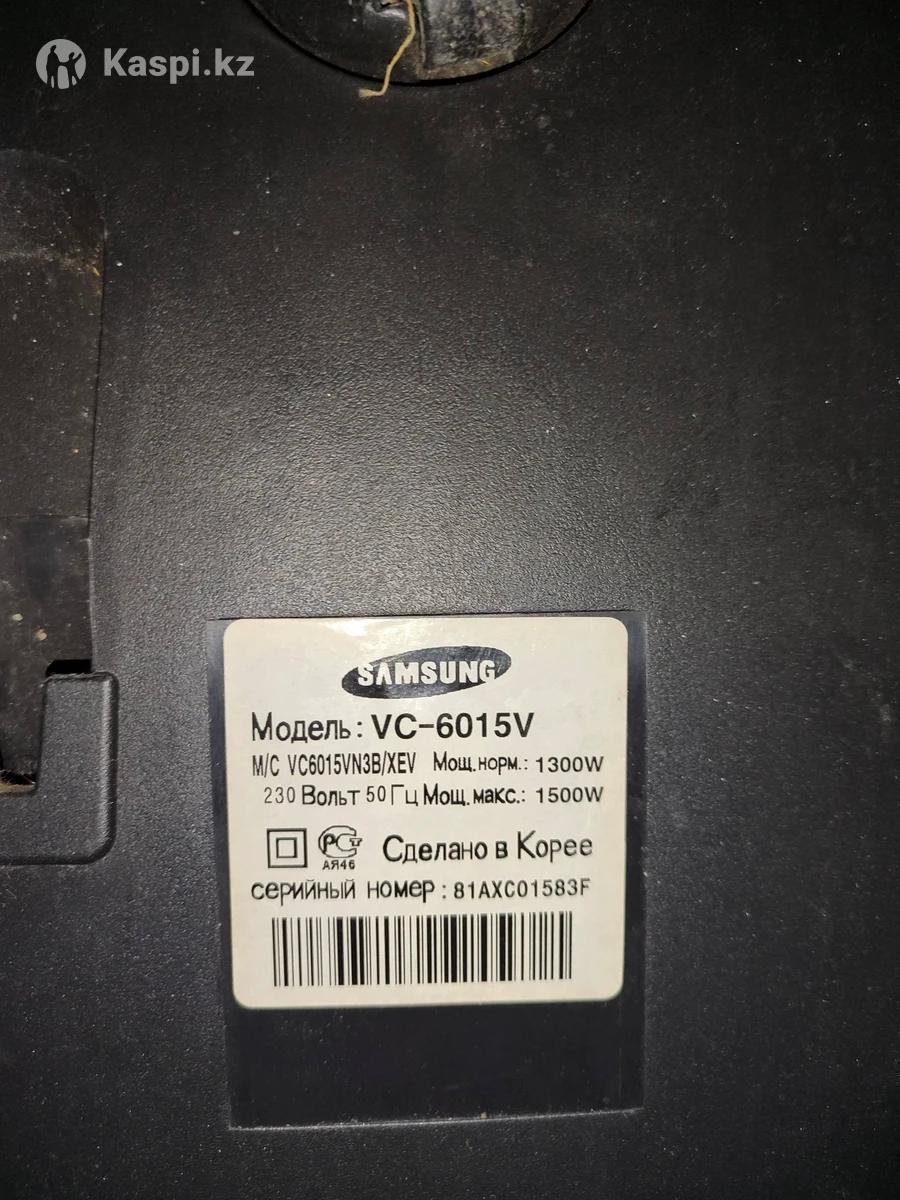 Kaspi.kz
SAMSUNG
Модель: VC-6015V
M/C VC6015VN3B/XEV Мощ.норм.: 1300W
230 Вольт 50 Гц Мощ.макс.: 1500W
РСТ Сделано в Корее
АЯ46
серийный номер: 81AXC01583F